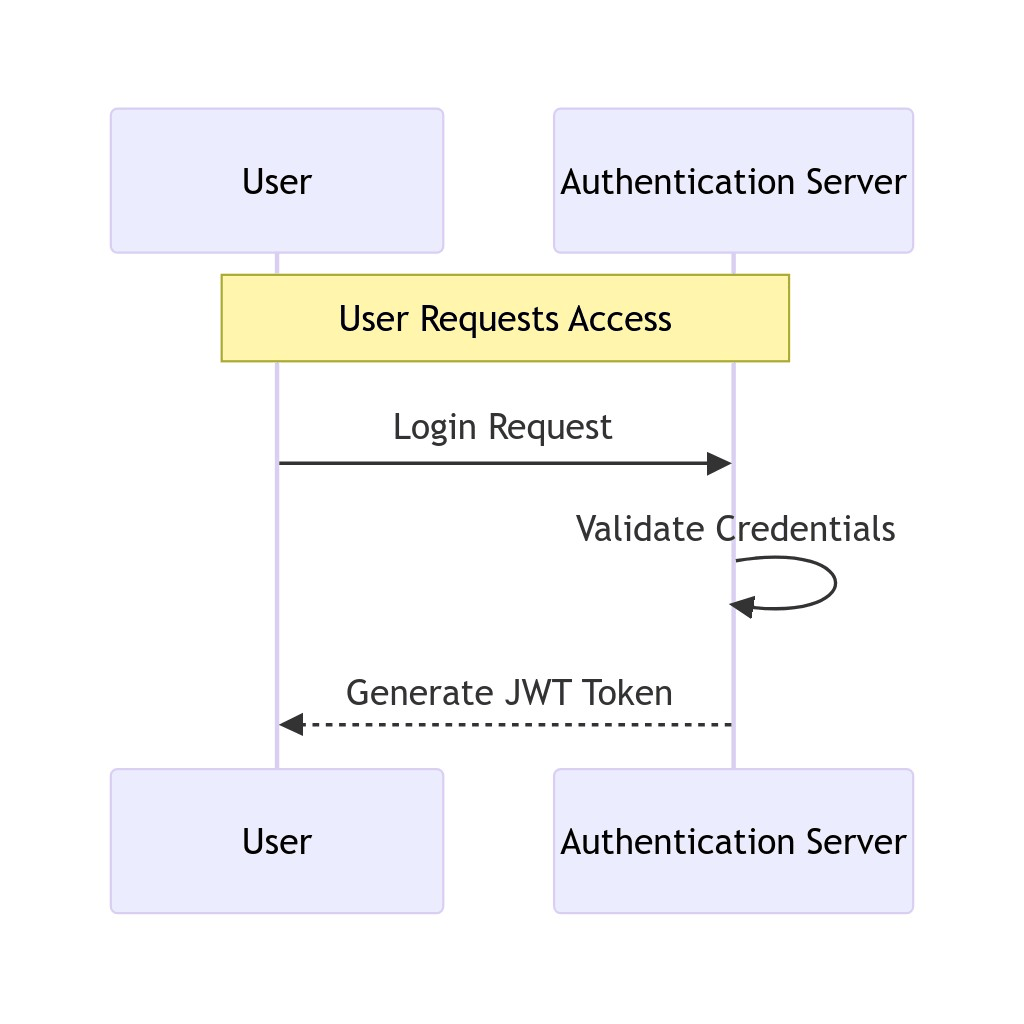 User
Authentication Server
User Requests Access
Login Request
Validate Credentials
Generate JWT Token
User
Authentication Server